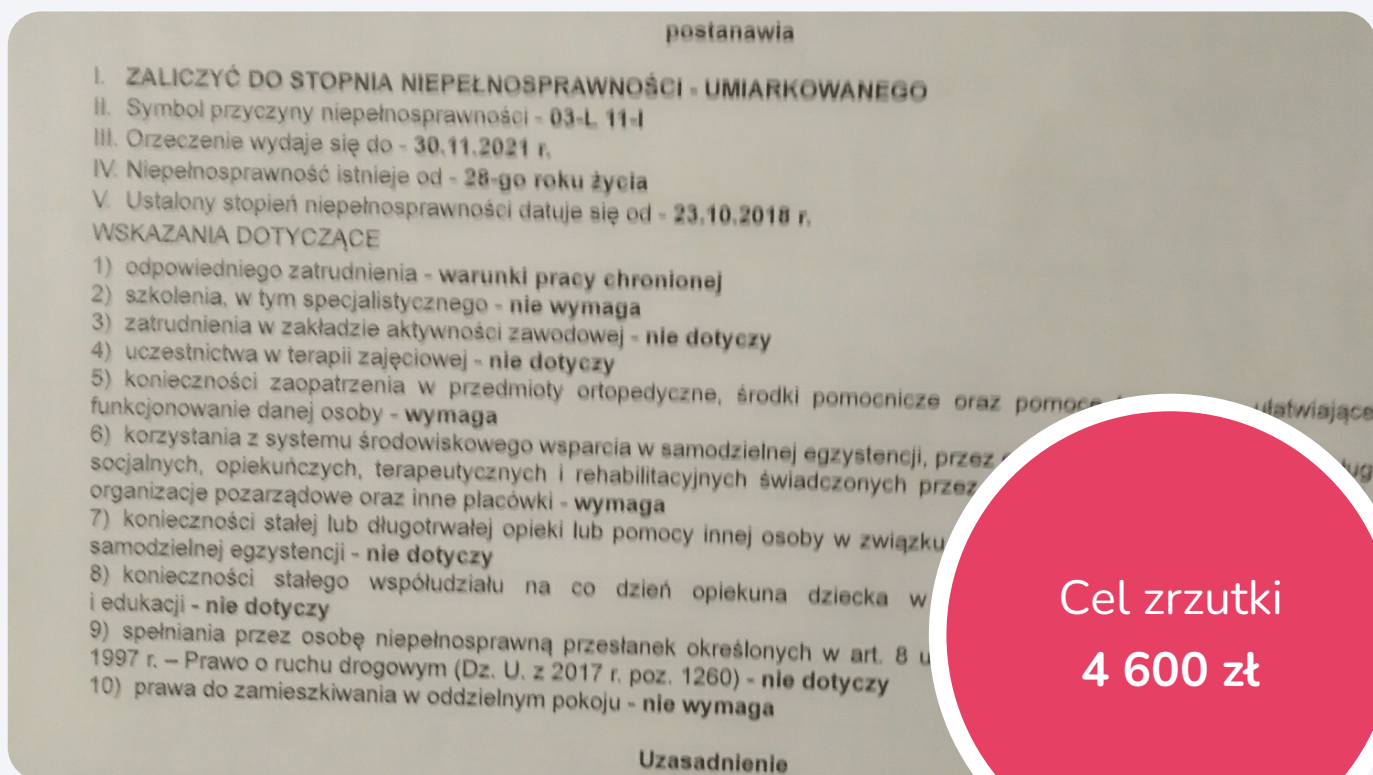 postanawia
I. ZALICZYĆ DO STOPNIA NIEPEŁNOSPRAWNOŚCI - UMIARKOWANEGO
II. Symbol przyczyny niepełnosprawności - 03-L 11-I
III. Orzeczenie wydaje się do - 30.11.2021 r.
IV. Niepełnosprawność istnieje od - 28-go roku życia
V. Ustalony stopień niepełnosprawności datuje się od - 23.10.2018 r.
WSKAZANIA DOTYCZĄCE
1) odpowiedniego zatrudnienia - warunki pracy chronionej
2) szkolenia, w tym specjalistycznego - nie wymaga
3) zatrudnienia w zakładzie aktywności zawodowej - nie dotyczy
4) uczestnictwa w terapii zajęciowej - nie dotyczy
5) konieczności zaopatrzenia w przedmioty ortopedyczne, środki pomocnicze oraz pomoce ułatwiające
funkcjonowanie danej osoby - wymaga
6) korzystania z systemu środowiskowego wsparcia w samodzielnej egzystencji, przez
socjalnych, opiekuńczych, terapeutycznych i rehabilitacyjnych świadczonych przez
organizacje pozarządowe oraz inne placówki - wymaga
7) konieczności stałej lub długotrwałej opieki lub pomocy innej osoby w związku
samodzielnej egzystencji - nie dotyczy
8) konieczności stałego współudziału na co dzień opiekuna dziecka w
i edukacji - nie dotyczy
9) spełniania przez osobę niepełnosprawną przesłanek określonych w art. 8 u
1997 r. – Prawo o ruchu drogowym (Dz. U. z 2017 r. poz. 1260) - nie dotyczy
10) prawa do zamieszkiwania w oddzielnym pokoju - nie wymaga
Uzasadnienie
Cel zrzutki
4 600 zł